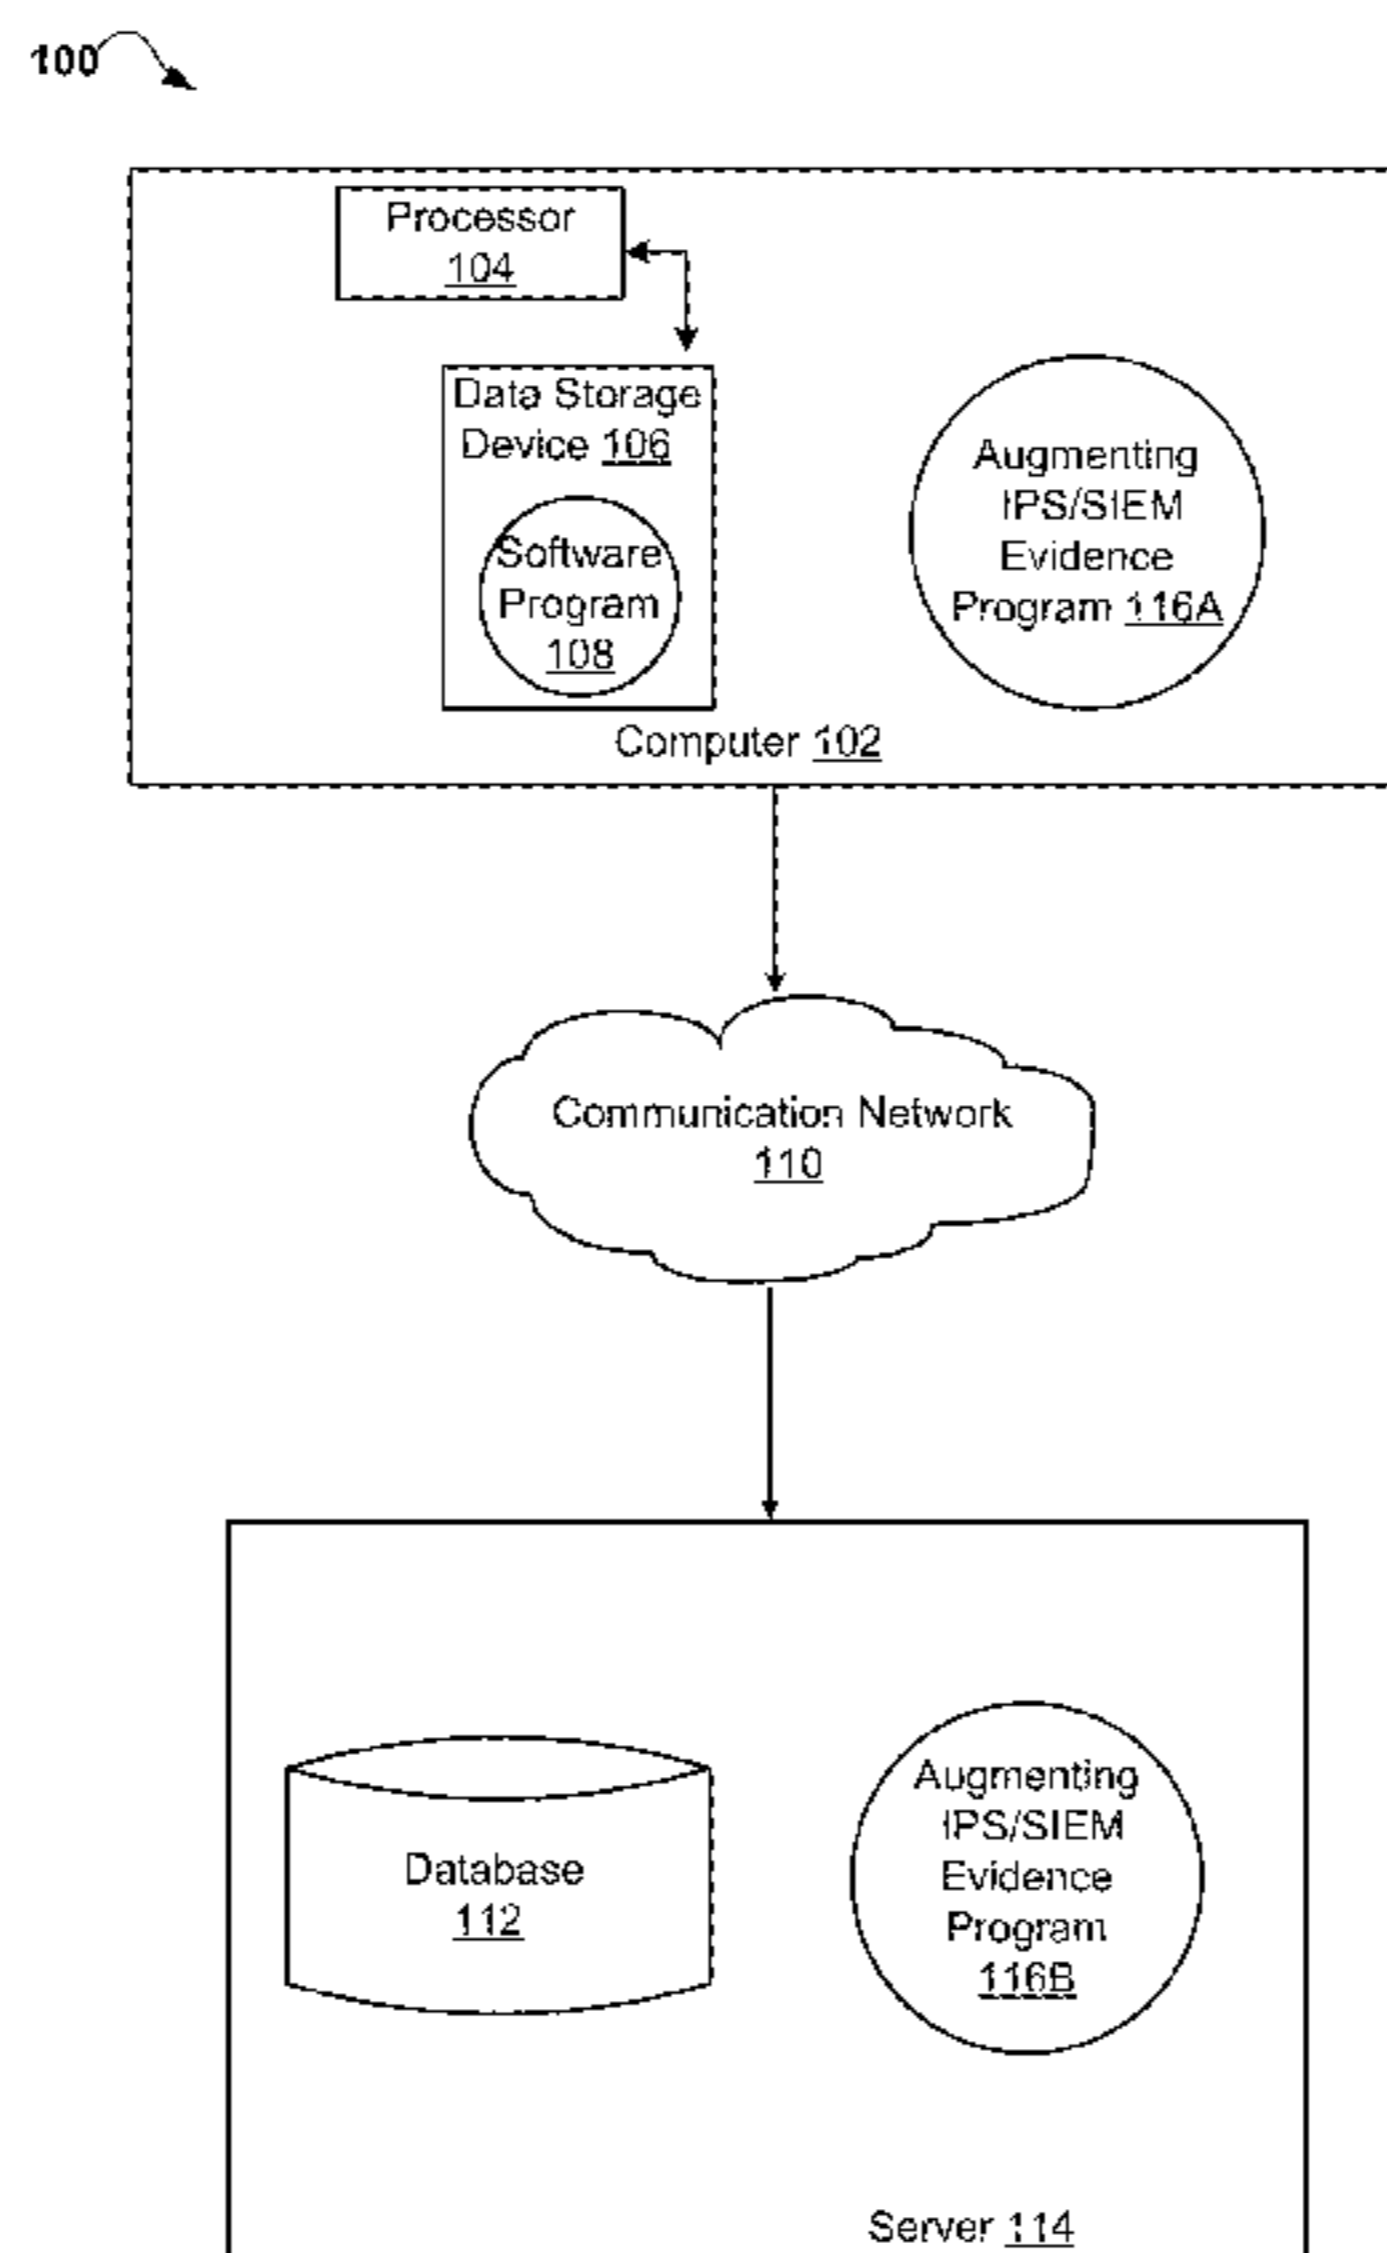 100
Processor
104
Data Storage
Device 106
Software
Program
108
Augmenting
IPS/SIEM
Evidence
Program 116A
Computer 102
Communication Network
110
Database
112
Augmenting
IPS/SIEM
Evidence
Program
116B
Server 114